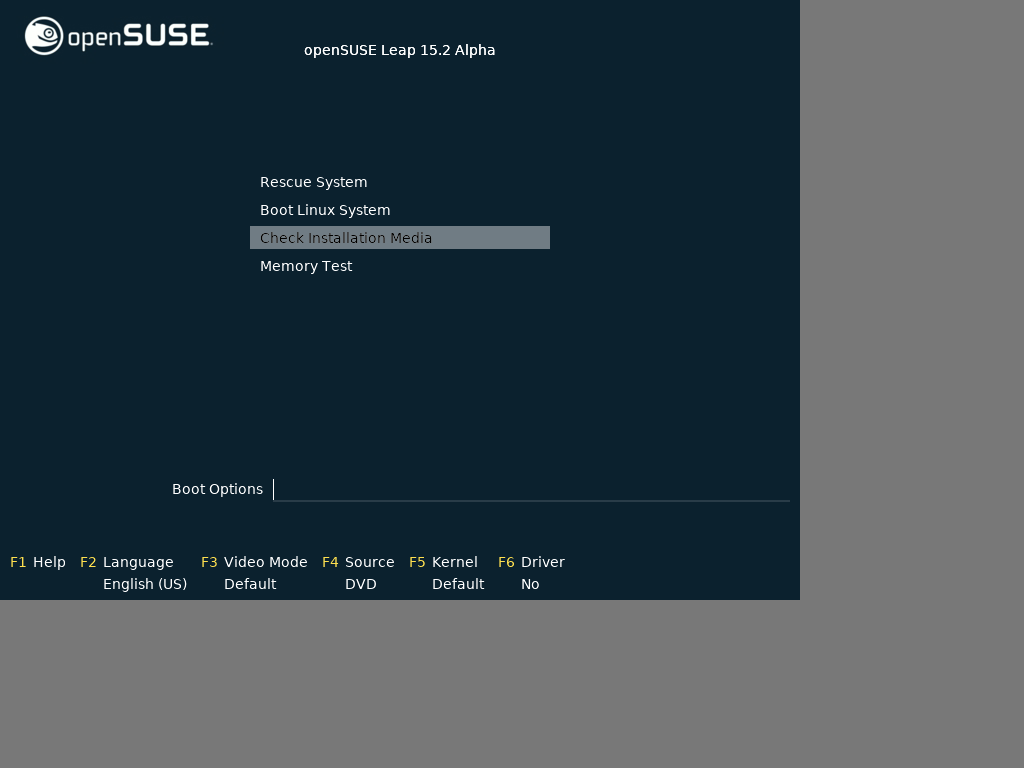 openSUSE
openSUSE Leap 15.2 Alpha
Rescue System
Boot Linux System
Check Installation Media
Memory Test
Boot Options
F1 Help F2 Language F3 Video Mode F4 Source F5 Kernel F6 Driver
English (US) Default DVD Default No